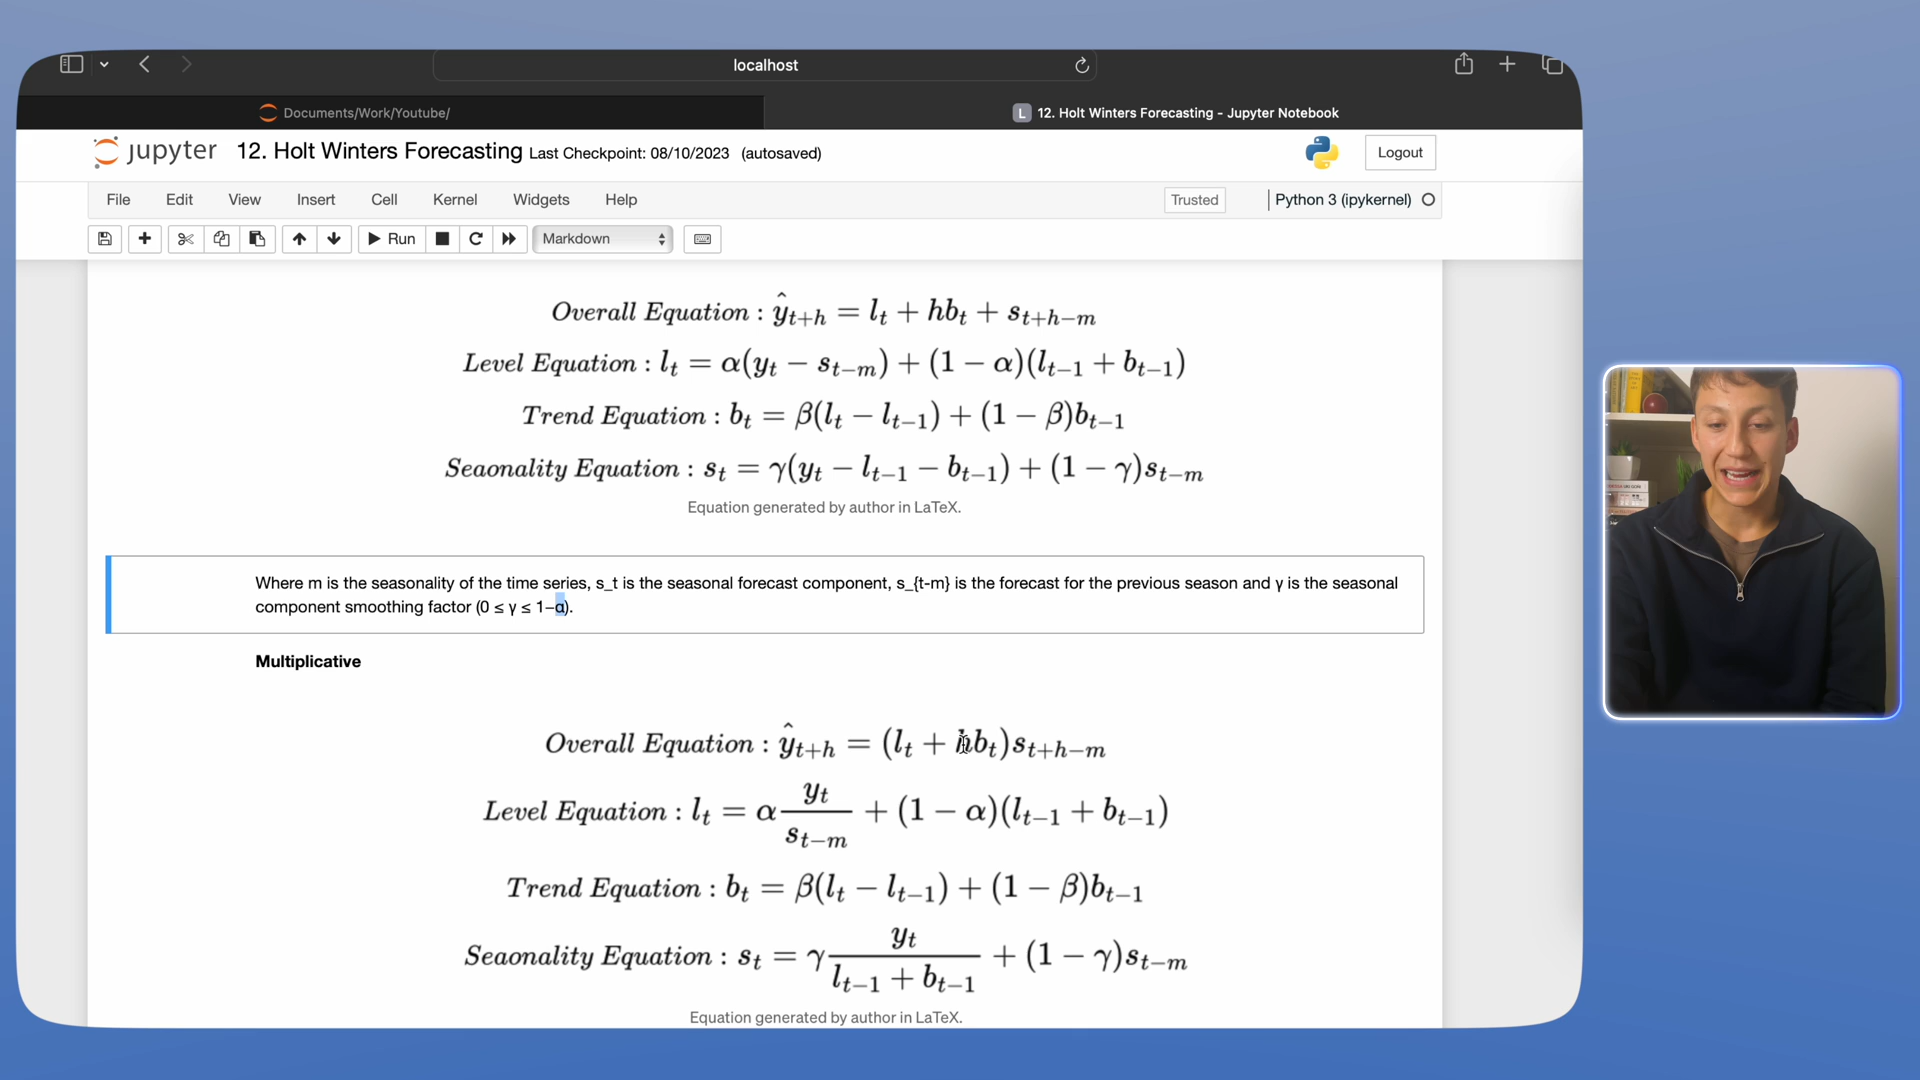 localhost
Documents/Work/Youtube/
L 12. Holt Winters Forecasting - Jupyter Notebook
jupyter 12. Holt Winters Forecasting Last Checkpoint: 08/10/2023 (autosaved)
Logout
File Edit View Insert Cell Kernel Widgets Help
Trusted
Python 3 (ipykernel)
Run
Markdown
Overall Equation : ŷ_{t+h} = l_t + hb_t + s_{t+h−m}
Level Equation : l_t = α(y_t − s_{t−m}) + (1 − α)(l_{t−1} + b_{t−1})
Trend Equation : b_t = β(l_t − l_{t−1}) + (1 − β)b_{t−1}
Seaonality Equation : s_t = γ(y_t − l_{t−1} − b_{t−1}) + (1 − γ)s_{t−m}
Equation generated by author in LaTeX.
Where m is the seasonality of the time series, s_t is the seasonal forecast component, s_{t-m} is the forecast for the previous season and γ is the seasonal
component smoothing factor (0 ≤ γ ≤ 1−α).
Multiplicative
Overall Equation : ŷ_{t+h} = (l_t + hb_t)s_{t+h−m}
Level Equation : l_t = α y_t / s_{t−m} + (1 − α)(l_{t−1} + b_{t−1})
Trend Equation : b_t = β(l_t − l_{t−1}) + (1 − β)b_{t−1}
Seaonality Equation : s_t = γ y_t / (l_{t−1} + b_{t−1}) + (1 − γ)s_{t−m}
Equation generated by author in LaTeX.